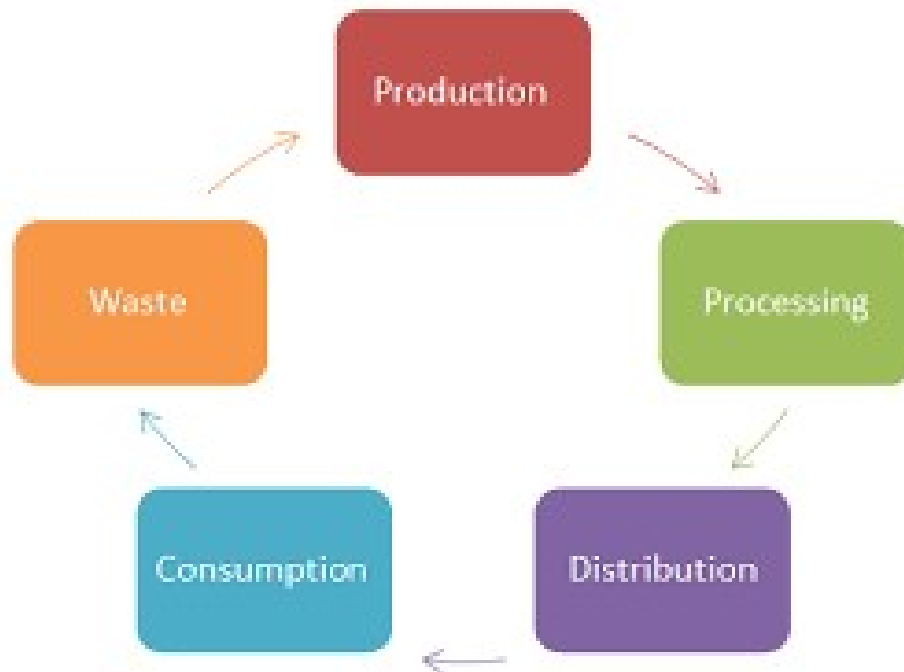 Production
Processing
Distribution
Consumption
Waste